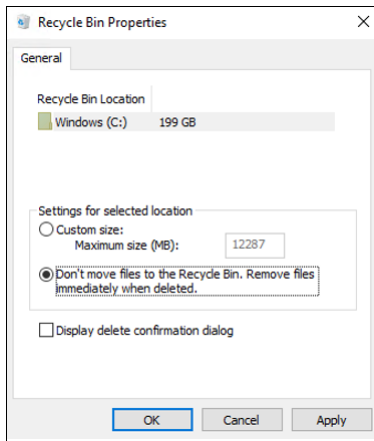 Recycle Bin Properties
General
Recycle Bin Location
Windows (C:) 199 GB
Settings for selected location
Custom size:
Maximum size (MB): 12287
Don't move files to the Recycle Bin. Remove files
immediately when deleted.
Display delete confirmation dialog
OK Cancel Apply